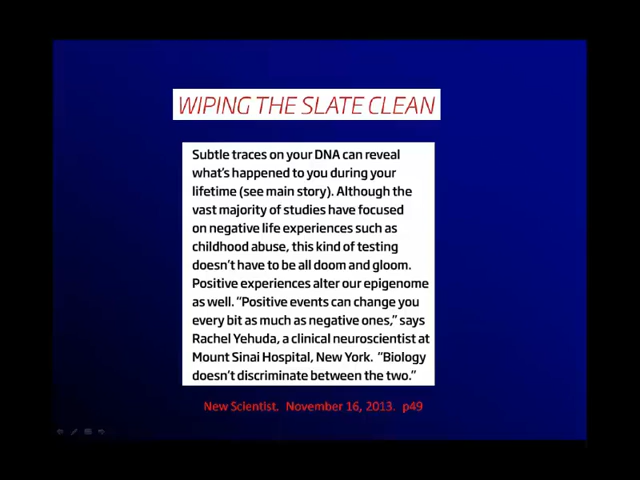 WIPING THE SLATE CLEAN
Subtle traces on your DNA can reveal
what's happened to you during your
lifetime (see main story). Although the
vast majority of studies have focused
on negative life experiences such as
childhood abuse, this kind of testing
doesn't have to be all doom and gloom.
Positive experiences alter our epigenome
as well. "Positive events can change you
every bit as much as negative ones," says
Rachel Yehuda, a clinical neuroscientist at
Mount Sinai Hospital, New York. "Biology
doesn't discriminate between the two."
New Scientist. November 16, 2013. p49